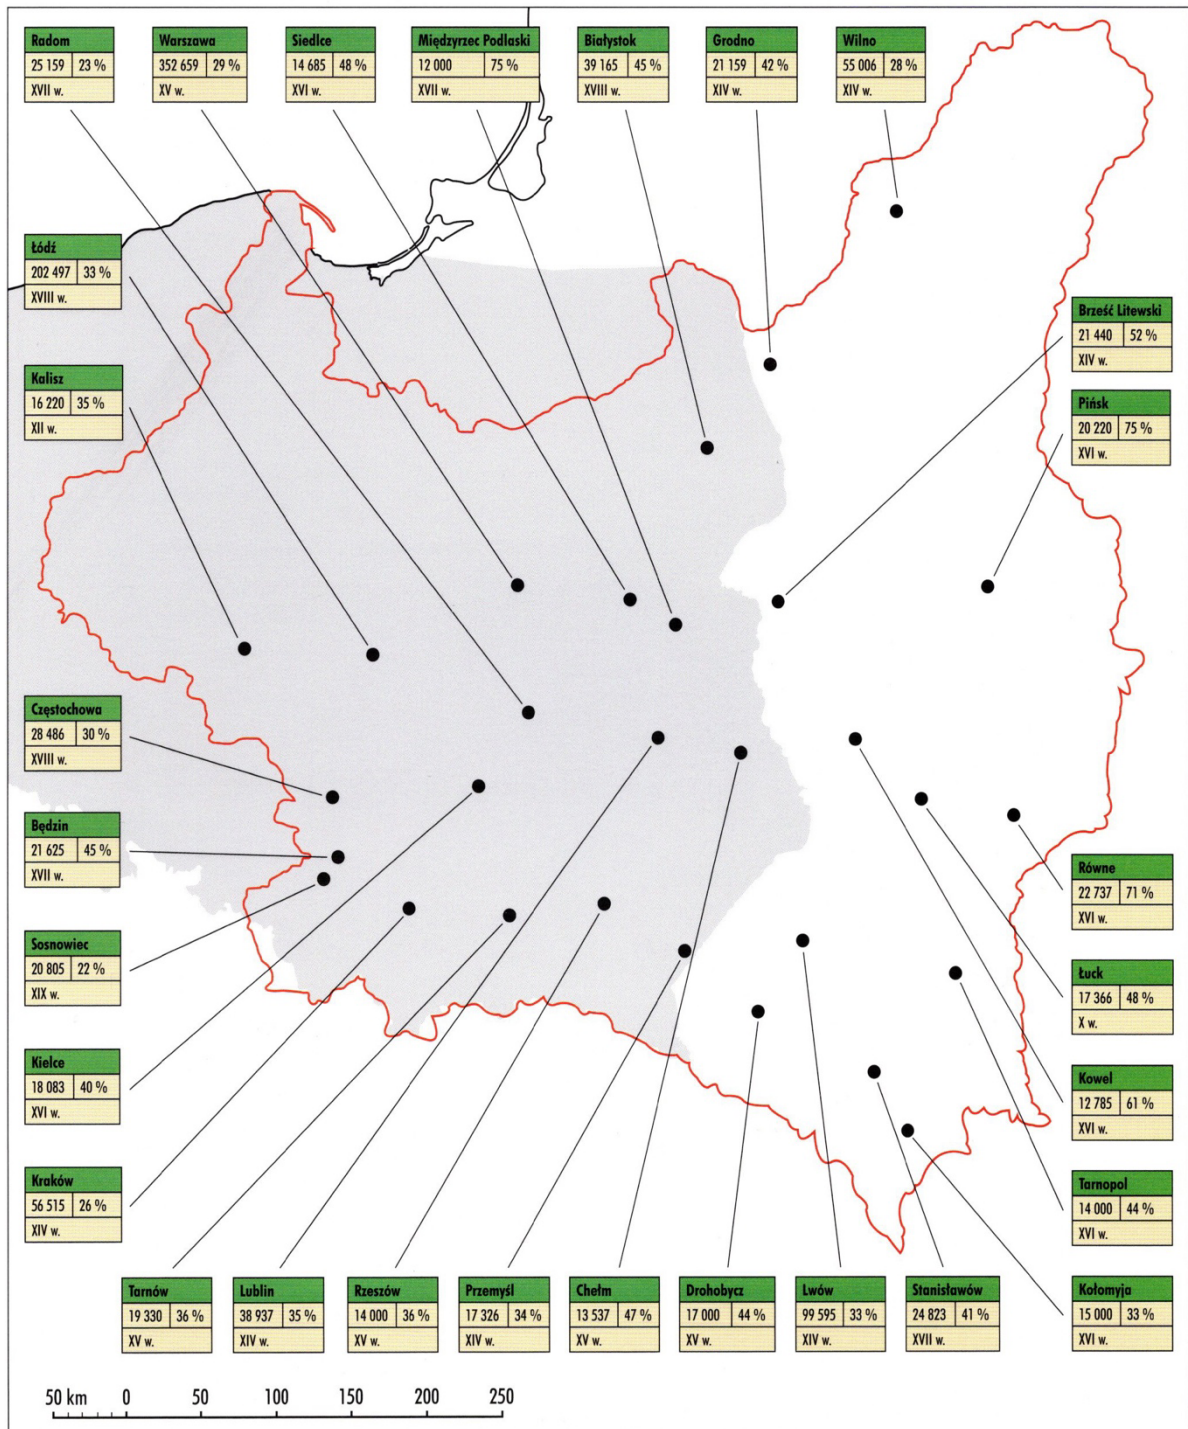 Radom
25 159 23 %
XVII w.
Warszawa
352 659 29 %
XV w.
Siedlce
14 685 48 %
XVI w.
Międzyrzec Podlaski
12 000 75 %
XVII w.
Białystok
39 165 45 %
XVIII w.
Grodno
21 159 42 %
XIV w.
Wilno
55 006 28 %
XIV w.
Łódź
202 497 33 %
XVIII w.
Kalisz
16 220 35 %
XII w.
Częstochowa
28 486 30 %
XVIII w.
Będzin
21 625 45 %
XVII w.
Sosnowiec
20 805 22 %
XIX w.
Kielce
18 083 40 %
XVI w.
Kraków
56 515 26 %
XIV w.
Brześć Litewski
21 440 52 %
XIV w.
Pińsk
20 220 75 %
XVI w.
Równe
22 737 71 %
XVI w.
Łuck
17 366 48 %
X w.
Kowel
12 785 61 %
XVI w.
Tarnopol
14 000 44 %
XVI w.
Tarnów
19 330 36 %
XV w.
Lublin
38 937 35 %
XIV w.
Rzeszów
14 000 36 %
XV w.
Przemyśl
17 326 34 %
XIV w.
Chełm
13 537 47 %
XV w.
Drohobycz
17 000 44 %
XV w.
Lwów
99 595 33 %
XIV w.
Stanisławów
24 823 41 %
XVII w.
Kołomyja
15 000 33 %
XVI w.
50 km 0 50 100 150 200 250